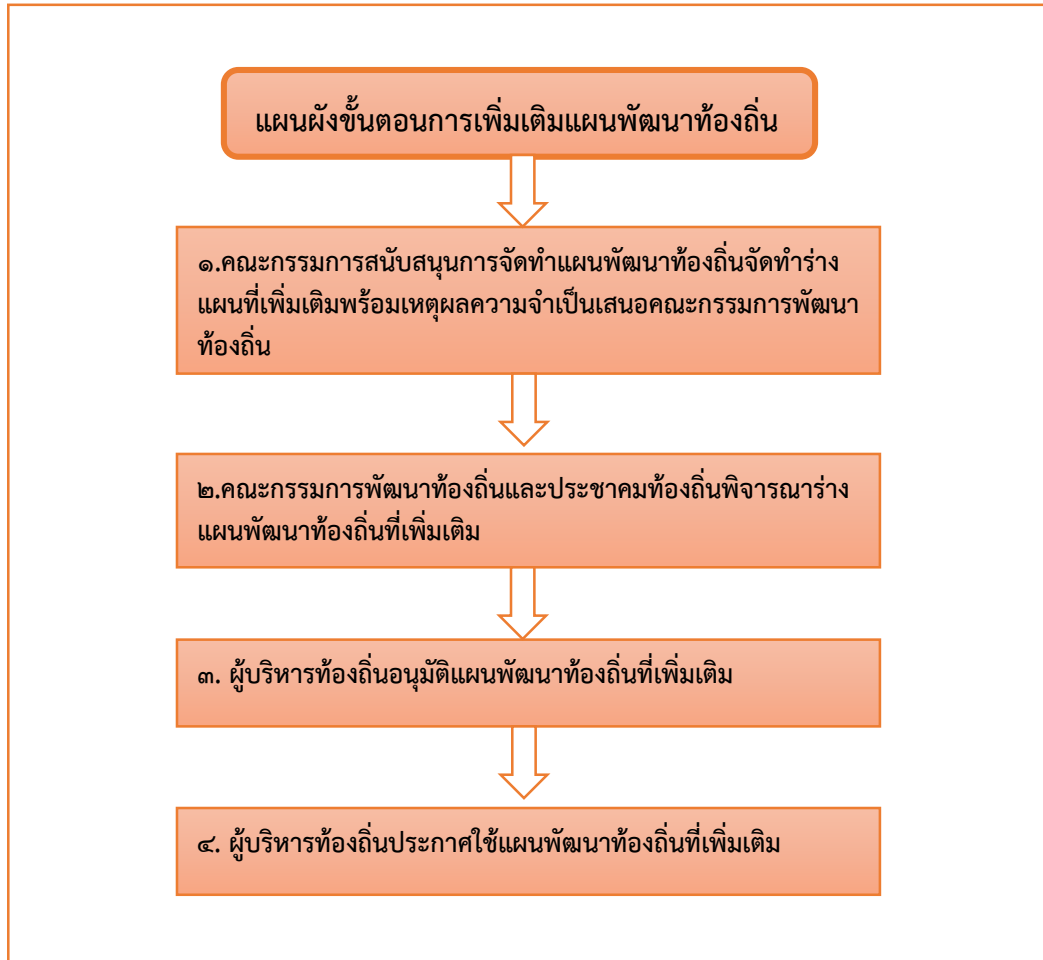 แผนผังขั้นตอนการเพิ่มเติมแผนพัฒนาท้องถิ่น
๑.คณะกรรมการสนับสนุนการจัดทำแผนพัฒนาท้องถิ่นจัดทำร่าง
แผนที่เพิ่มเติมพร้อมเหตุผลความจำเป็นเสนอคณะกรรมการพัฒนา
ท้องถิ่น
๒.คณะกรรมการพัฒนาท้องถิ่นและประชาคมท้องถิ่นพิจารณาร่าง
แผนพัฒนาท้องถิ่นที่เพิ่มเติม
๓. ผู้บริหารท้องถิ่นอนุมัติแผนพัฒนาท้องถิ่นที่เพิ่มเติม
๔. ผู้บริหารท้องถิ่นประกาศใช้แผนพัฒนาท้องถิ่นที่เพิ่มเติม